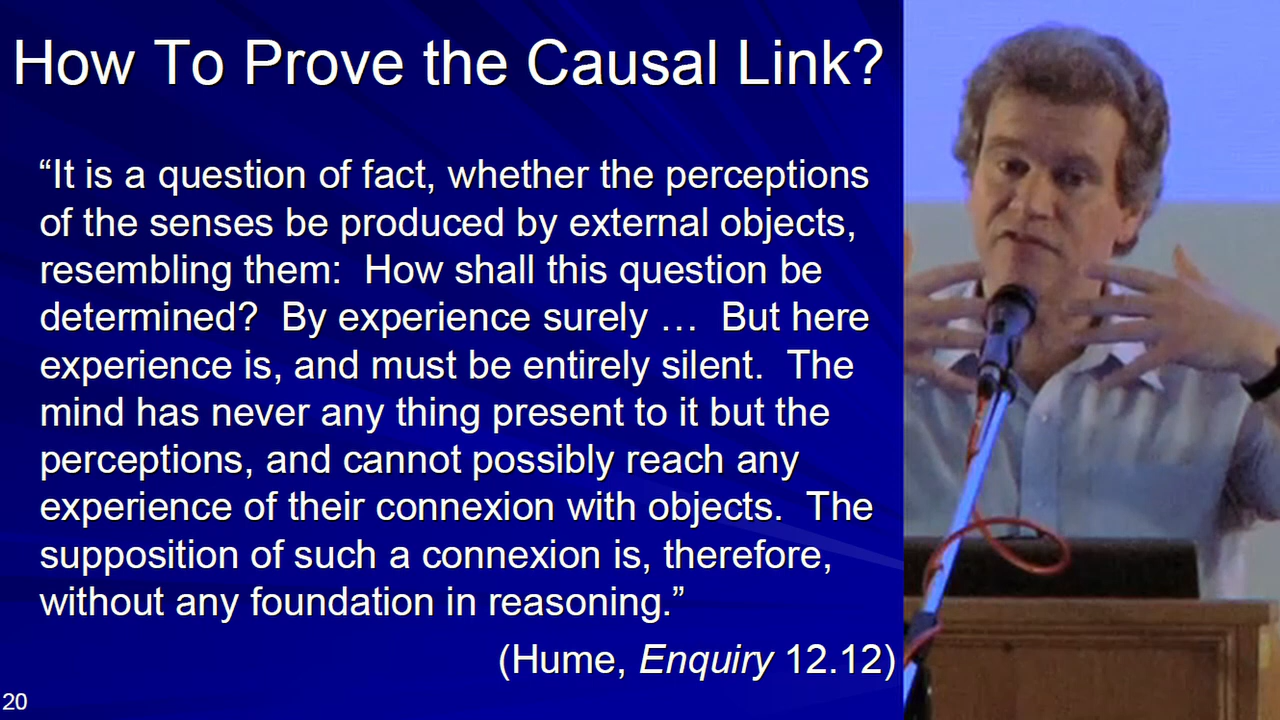 How To Prove the Causal Link?
“It is a question of fact, whether the perceptions
of the senses be produced by external objects,
resembling them:  How shall this question be
determined?  By experience surely …  But here
experience is, and must be entirely silent.  The
mind has never any thing present to it but the
perceptions, and cannot possibly reach any
experience of their connexion with objects.  The
supposition of such a connexion is, therefore,
without any foundation in reasoning.”
(Hume, Enquiry 12.12)
20